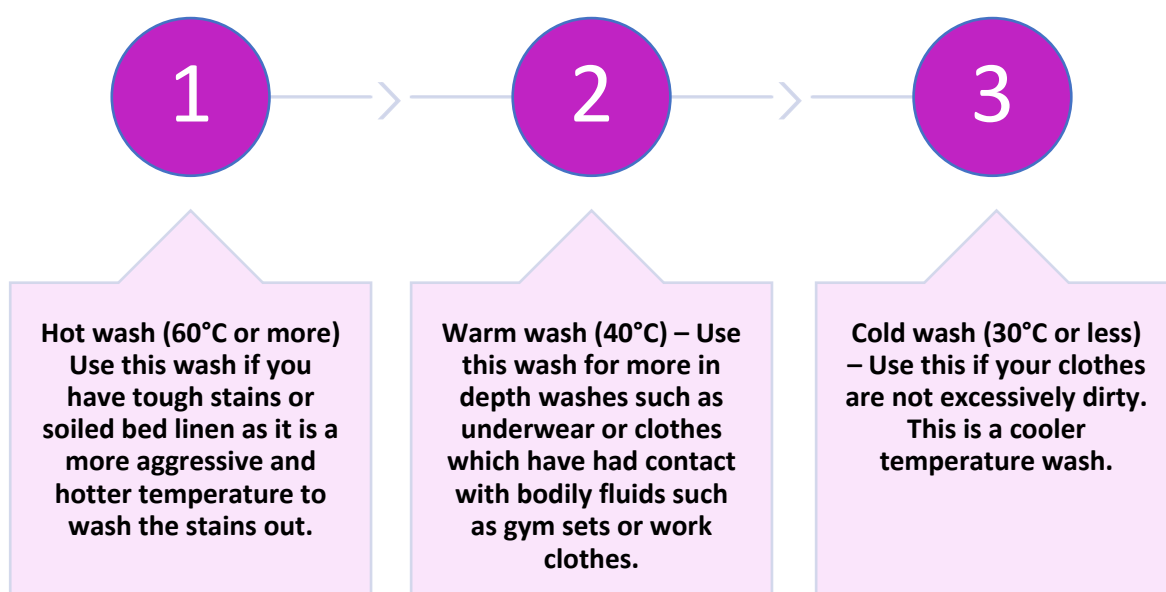 1
2
3
Hot wash (60°C or more)
Use this wash if you
have tough stains or
soiled bed linen as it is a
more aggressive and
hotter temperature to
wash the stains out.
Warm wash (40°C) – Use
this wash for more in
depth washes such as
underwear or clothes
which have had contact
with bodily fluids such
as gym sets or work
clothes.
Cold wash (30°C or less)
– Use this if your clothes
are not excessively dirty.
This is a cooler
temperature wash.